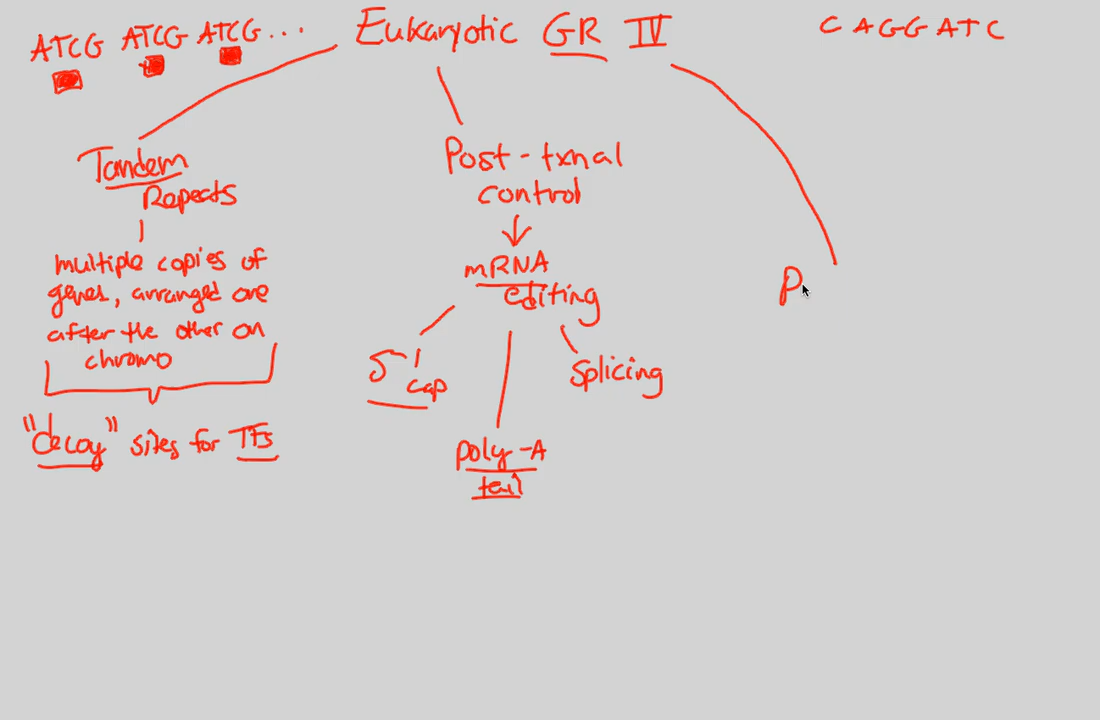 ATCG ATCG ATCG...
Eukaryotic GR IV
CAGGATC
Tandem
Repeats
multiple copies of
genes, arranged one
after the other on
chromo
"decoy" sites for TFs
Post-txnal
control
mRNA
editing
5' cap
poly-A
tail
Splicing
P